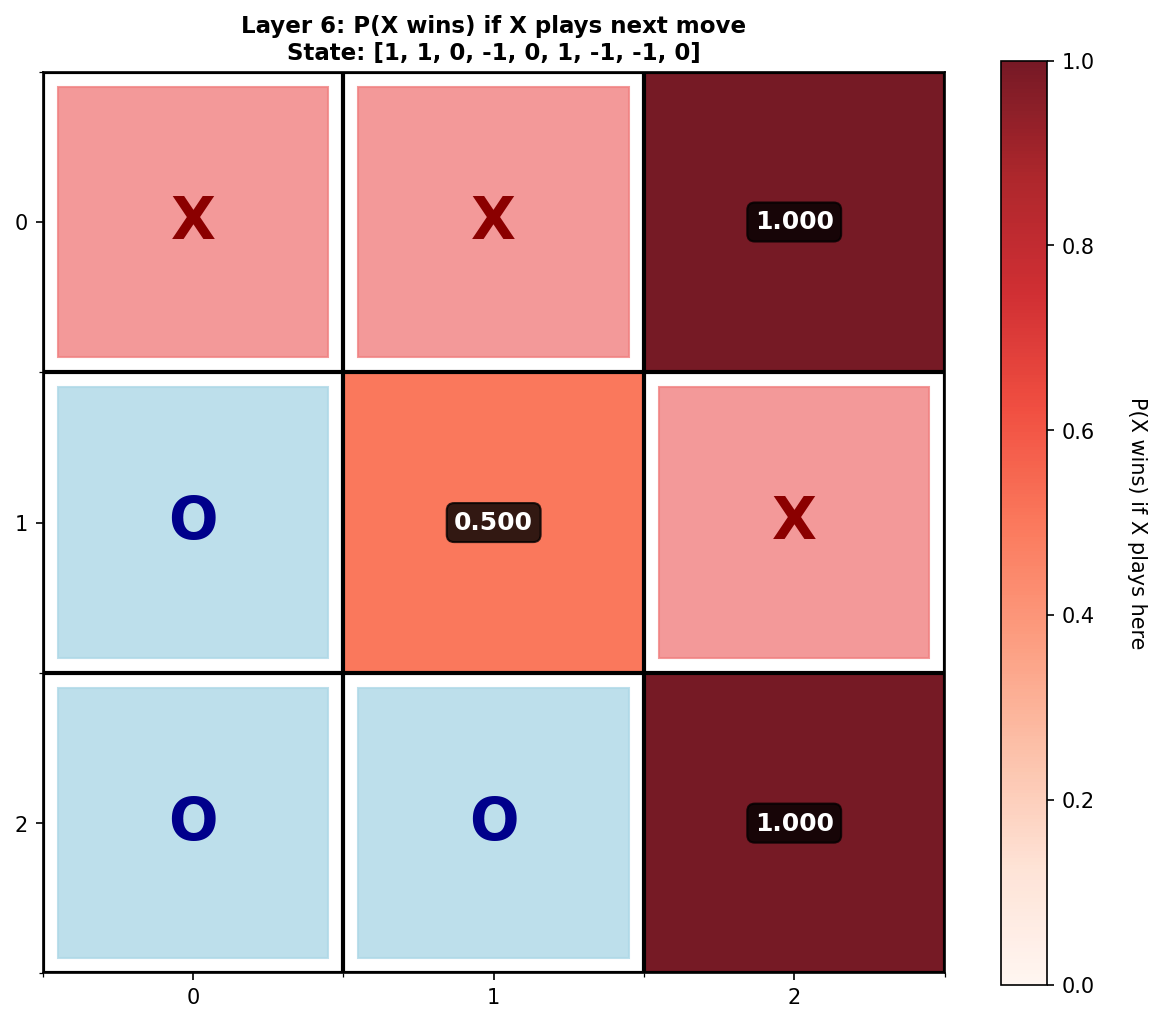 Layer 6: P(X wins) if X plays next move
State: [1, 1, 0, -1, 0, 1, -1, -1, 0]
X
X
1.000
O
0.500
X
O
O
1.000
0
1
2
0
1
2
1.0
0.8
0.6
0.4
0.2
0.0
P(X wins) if X plays here